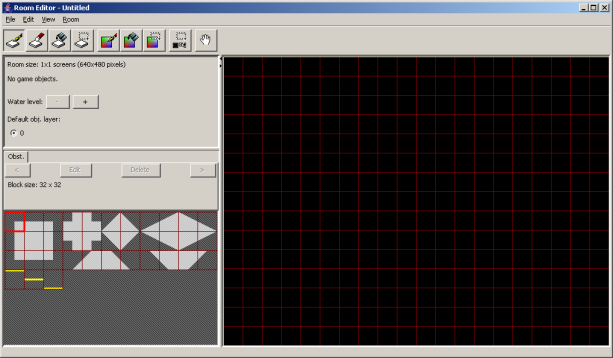 Room Editor - Untitled
File Edit View Room
Room size: 1x1 screens (640x480 pixels)
No game objects.
Water level: - +
Default obj. layer:
0
Obst.
< Edit Delete >
Block size: 32 x 32